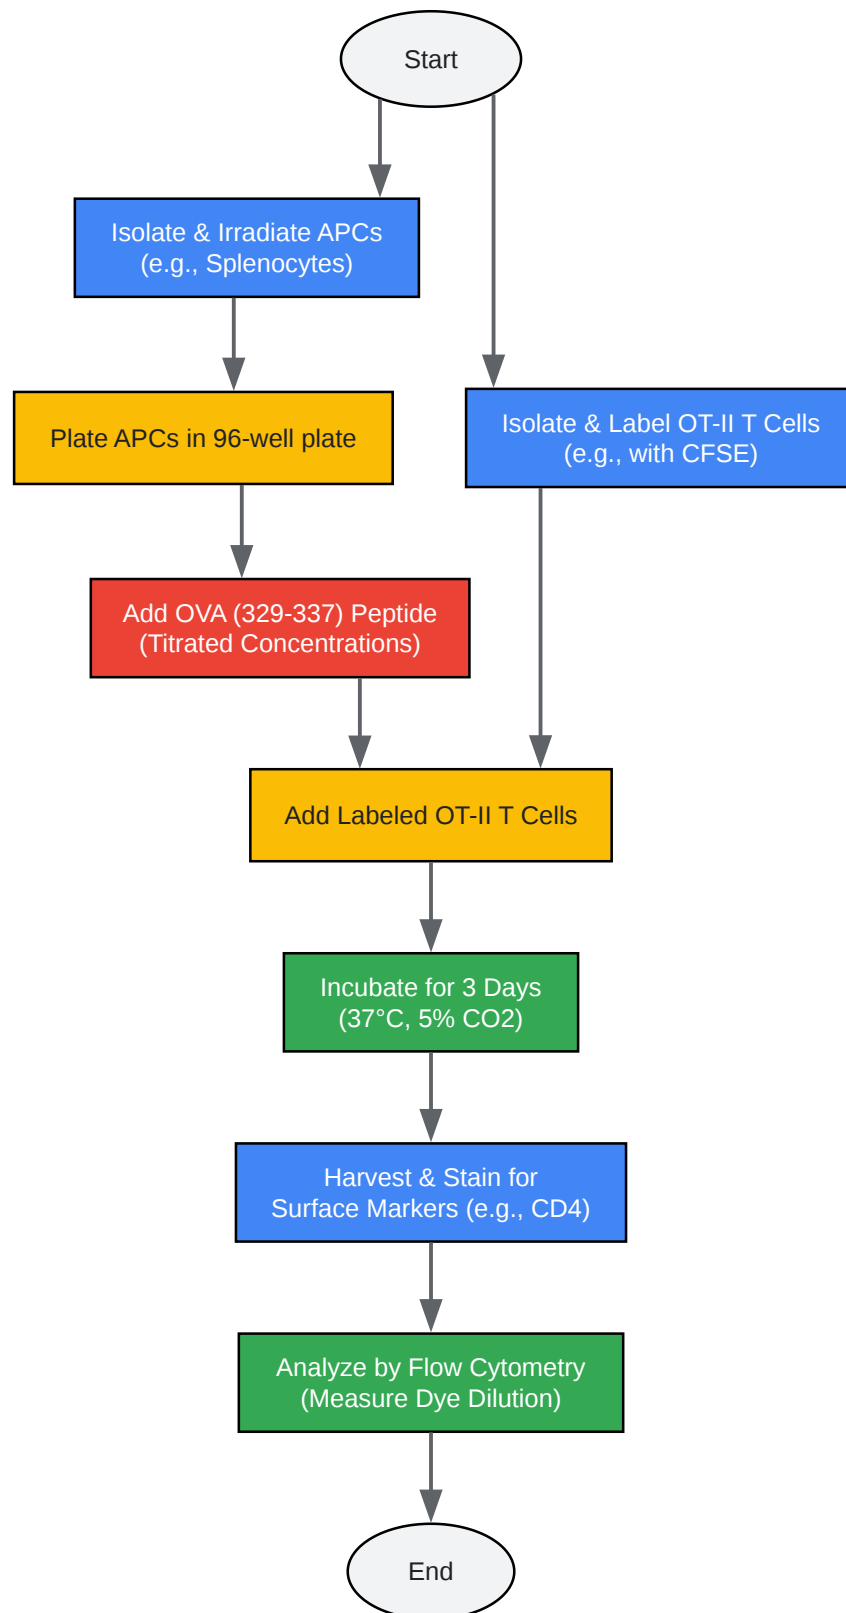 Start
Isolate & Irradiate APCs
(e.g., Splenocytes)
Plate APCs in 96-well plate
Isolate & Label OT-II T Cells
(e.g., with CFSE)
Add OVA (329-337) Peptide
(Titrated Concentrations)
Add Labeled OT-II T Cells
Incubate for 3 Days
(37°C, 5% CO2)
Harvest & Stain for
Surface Markers (e.g., CD4)
Analyze by Flow Cytometry
(Measure Dye Dilution)
End